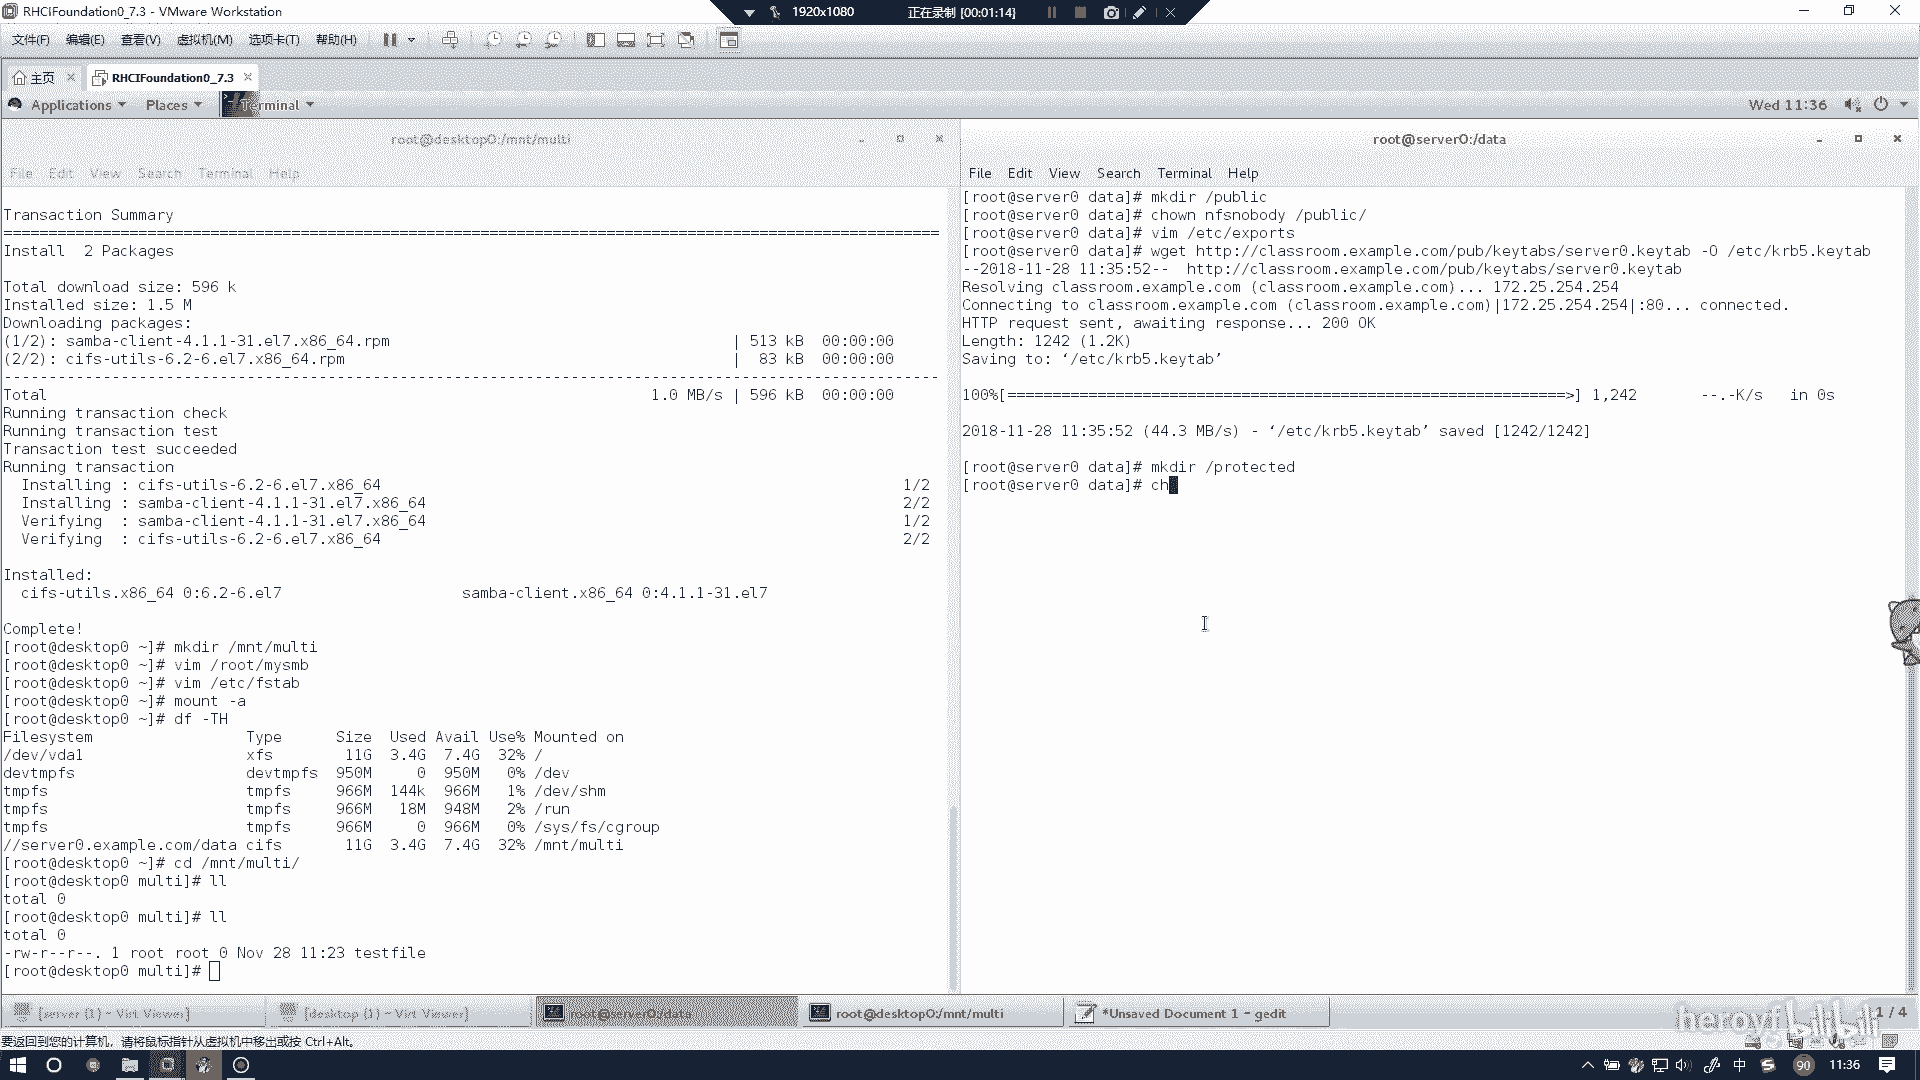 RHCIFoundation0_7.3 - VMware Workstation
1920x1080
正在录制 [00:01:14]
文件(F) 编辑(E) 查看(V) 虚拟机(M) 选项卡(T) 帮助(H)
主页
RHCIFoundation0_7.3
Applications Places Terminal
Wed 11:36
root@desktop0:/mnt/multi
File Edit View Search Terminal Help
Transaction Summary
================================================================================
Install  2 Packages
Total download size: 596 k
Installed size: 1.5 M
Downloading packages:
(1/2): samba-client-4.1.1-31.el7.x86_64.rpm | 513 kB 00:00:00
(2/2): cifs-utils-6.2-6.el7.x86_64.rpm | 83 kB 00:00:00
--------------------------------------------------------------------------------
Total 1.0 MB/s | 596 kB 00:00:00
Running transaction check
Running transaction test
Transaction test succeeded
Running transaction
Installing : cifs-utils-6.2-6.el7.x86_64 1/2
Installing : samba-client-4.1.1-31.el7.x86_64 2/2
Verifying : samba-client-4.1.1-31.el7.x86_64 1/2
Verifying : cifs-utils-6.2-6.el7.x86_64 2/2
Installed:
cifs-utils.x86_64 0:6.2-6.el7 samba-client.x86_64 0:4.1.1-31.el7
Complete!
[root@desktop0 ~]# mkdir /mnt/multi
[root@desktop0 ~]# vim /root/mysmb
[root@desktop0 ~]# vim /etc/fstab
[root@desktop0 ~]# mount -a
[root@desktop0 ~]# df -TH
Filesystem Type Size Used Avail Use% Mounted on
/dev/vda1 xfs 11G 3.4G 7.4G 32% /
devtmpfs devtmpfs 950M 0 950M 0% /dev
tmpfs tmpfs 966M 144k 966M 1% /dev/shm
tmpfs tmpfs 966M 18M 948M 2% /run
tmpfs tmpfs 966M 0 966M 0% /sys/fs/cgroup
//server0.example.com/data cifs 11G 3.4G 7.4G 32% /mnt/multi
[root@desktop0 ~]# cd /mnt/multi/
[root@desktop0 multi]# ll
total 0
[root@desktop0 multi]# ll
total 0
-rw-r--r--. 1 root root 0 Nov 28 11:23 testfile
[root@desktop0 multi]#
root@server0:/data
File Edit View Search Terminal Help
[root@server0 data]# mkdir /public
[root@server0 data]# chown nfsnobody /public/
[root@server0 data]# vim /etc/exports
[root@server0 data]# wget http://classroom.example.com/pub/keytabs/server0.keytab -O /etc/krb5.keytab
--2018-11-28 11:35:52--  http://classroom.example.com/pub/keytabs/server0.keytab
Resolving classroom.example.com (classroom.example.com)... 172.25.254.254
Connecting to classroom.example.com (classroom.example.com)|172.25.254.254|:80... connected.
HTTP request sent, awaiting response... 200 OK
Length: 1242 (1.2K)
Saving to: ‘/etc/krb5.keytab’
100%[==============================================================>] 1,242 --.-K/s in 0s
2018-11-28 11:35:52 (44.3 MB/s) - ‘/etc/krb5.keytab’ saved [1242/1242]
[root@server0 data]# mkdir /protected
[root@server0 data]# ch
[server (1) - Virt Viewer]
[desktop (1) - Virt Viewer]
root@server0:/data
root@desktop0:/mnt/multi
*Unsaved Document 1 - gedit
1 / 4
bilibili
要返回到您的计算机，请将鼠标指针从虚拟机中移出或按 Ctrl+Alt。
中
90
11:36